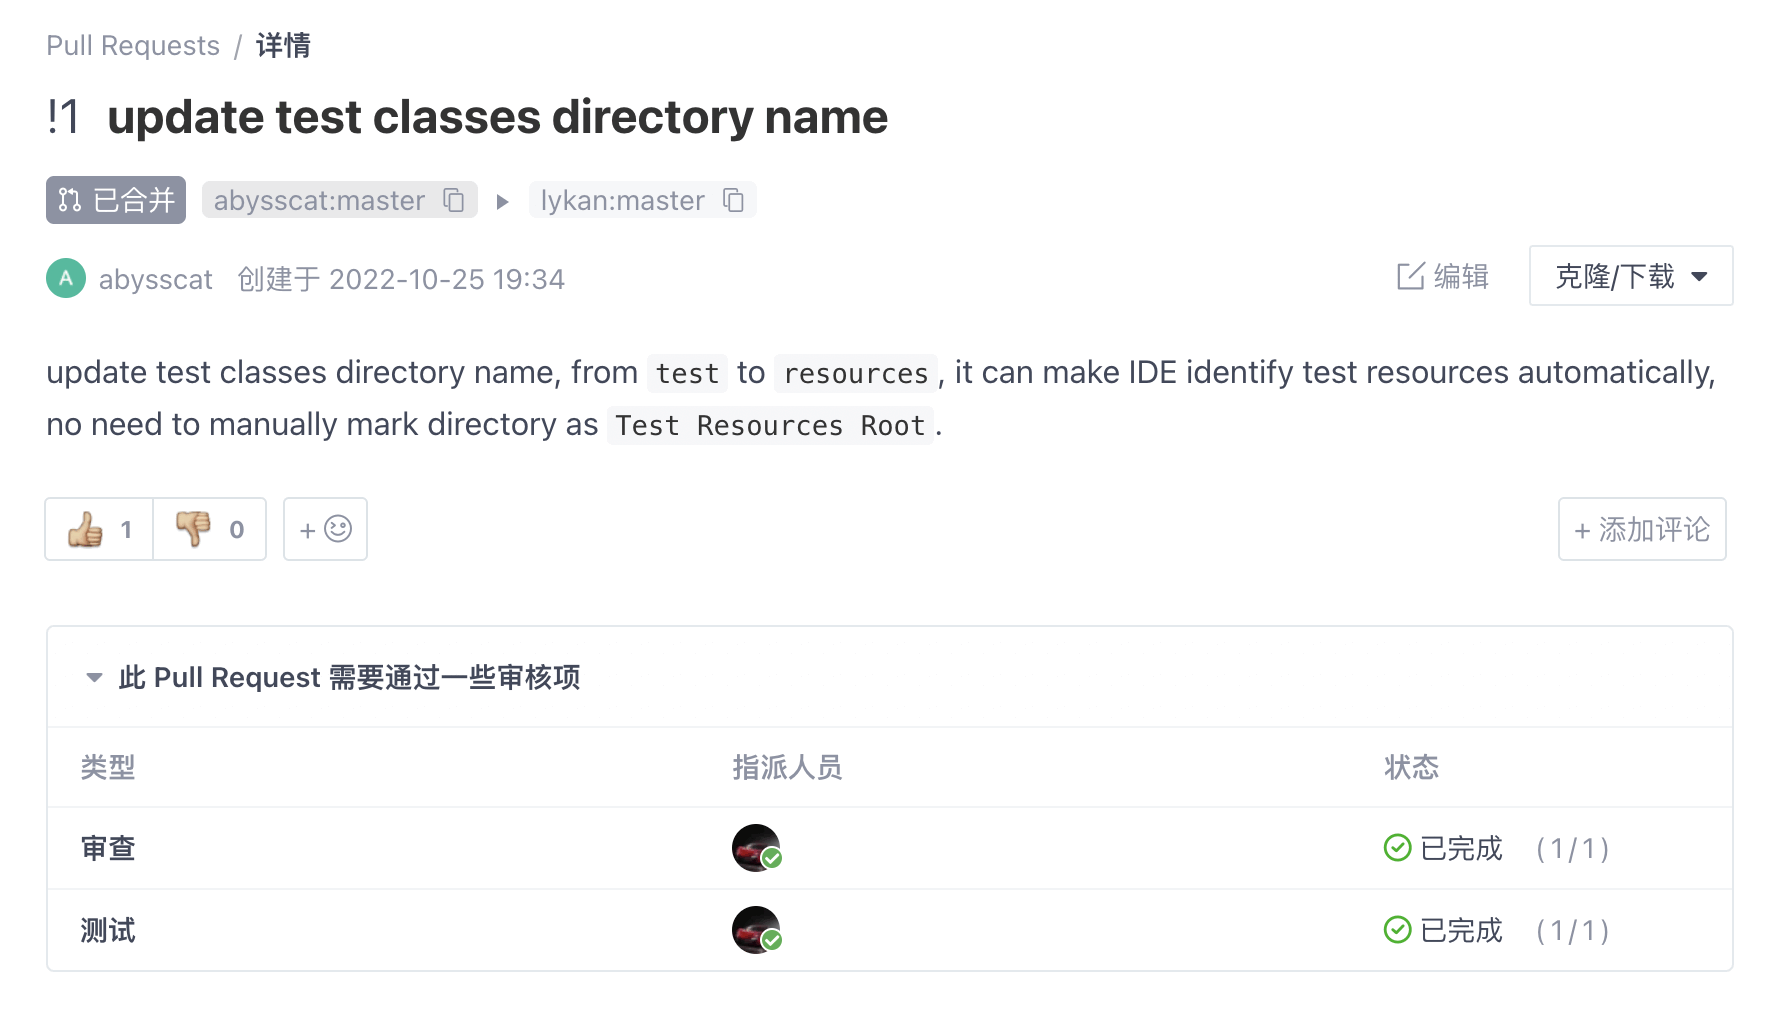 Pull Requests / 详情
!1 update test classes directory name
已合并 abysscat:master lykan:master
A abysscat 创建于 2022-10-25 19:34 编辑 克隆/下载
update test classes directory name, from test to resources, it can make IDE identify test resources automatically,
no need to manually mark directory as Test Resources Root.
1 0 + + 添加评论
此 Pull Request 需要通过一些审核项
类型 指派人员 状态
审查 已完成 (1/1)
测试 已完成 (1/1)